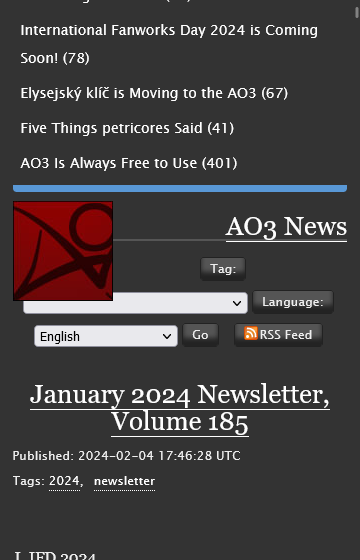 International Fanworks Day 2024 is Coming
Soon! (78)
Elysejský klíč is Moving to the AO3 (67)
Five Things petricores Said (41)
AO3 Is Always Free to Use (401)
AO3 News
Tag:
Language:
English
Go
RSS Feed
January 2024 Newsletter,
Volume 185
Published: 2024-02-04 17:46:28 UTC
Tags: 2024, newsletter
I. IFD 2024